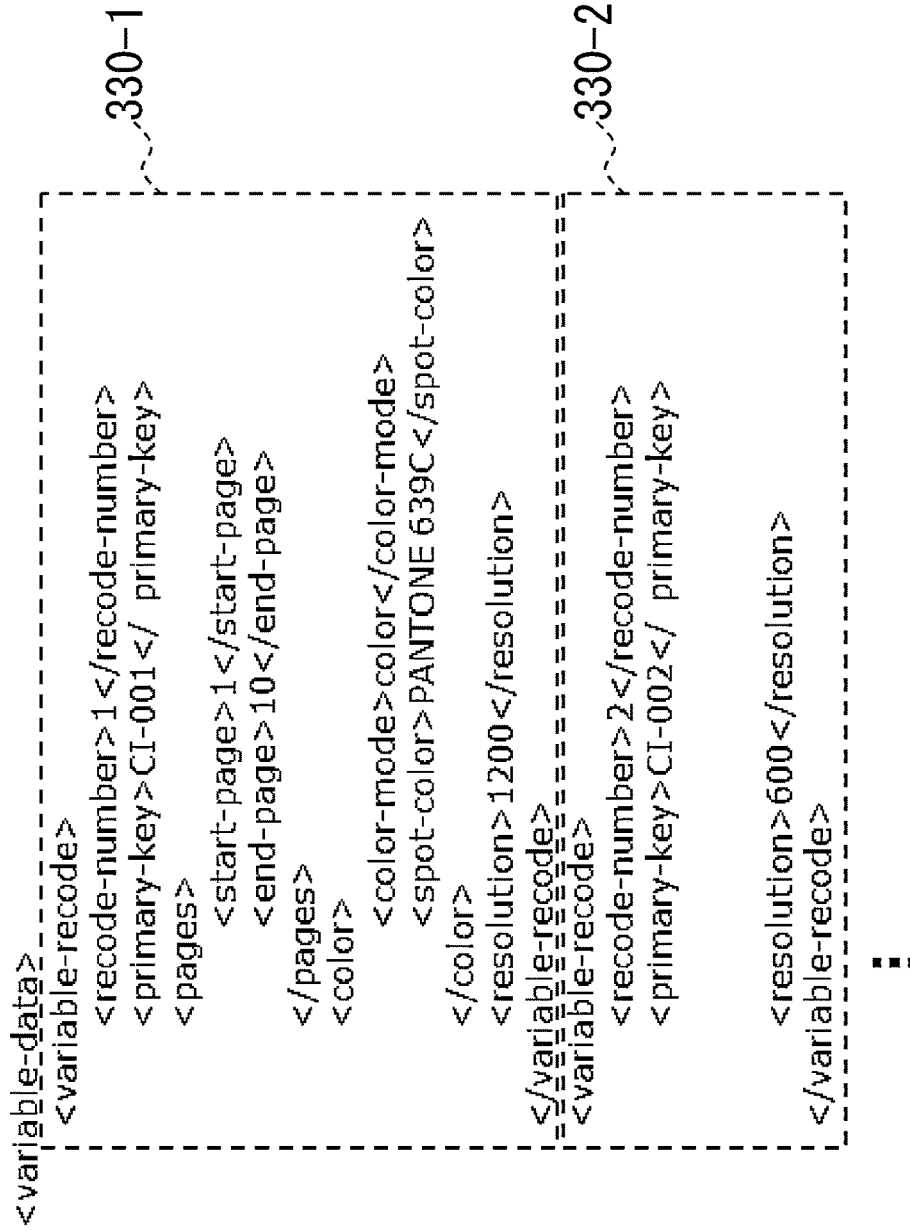 <variable-data>
<variable-recode>
<recode-number>1</recode-number>
<primary-key>CI-001</ primary-key>
<pages>
<start-page>1</start-page>
<end-page>10</end-page>
</pages>
<color>
<color-mode>color</color-mode>
<spot-color>PANTONE 639C</spot-color>
</color>
<resolution>1200</resolution>
</variable-recode>
330-1
<variable-recode>
<recode-number>2</recode-number>
<primary-key>CI-002</ primary-key>
<resolution>600</resolution>
</variable-recode>
330-2